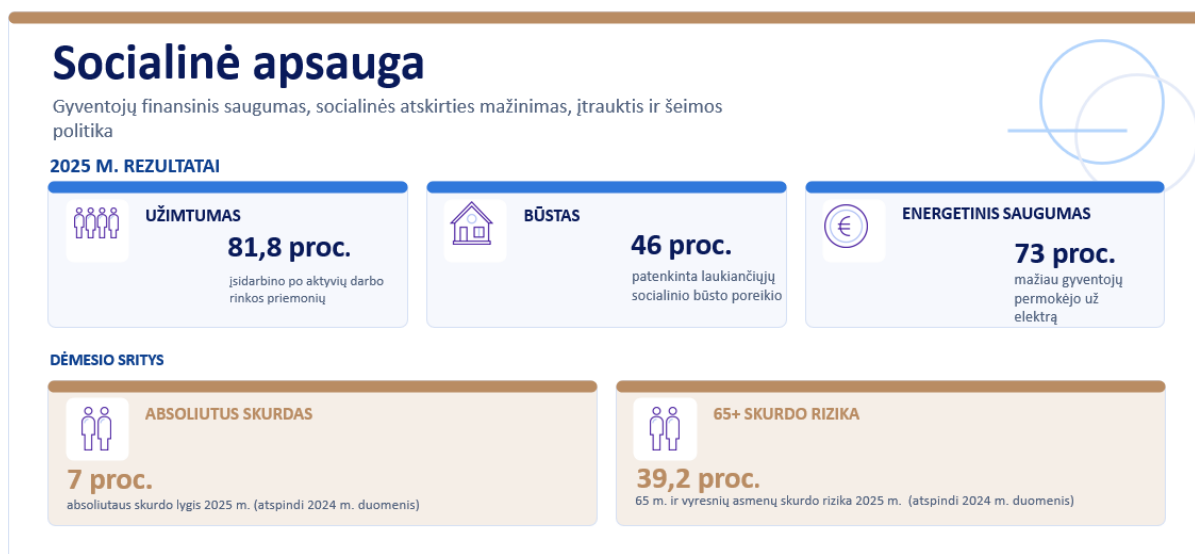 Socialinė apsauga
Gyventojų finansinis saugumas, socialinės atskirties mažinimas, įtrauktis ir šeimos
politika
2025 M. REZULTATAI
UŽIMTUMAS
81,8 proc.
įsidarbino po aktyvių darbo
rinkos priemonių
BŪSTAS
46 proc.
patenkinta laukiančiųjų
socialinio būsto poreikio
ENERGETINIS SAUGUMAS
€
73 proc.
mažiau gyventojų
permokėjo už
elektrą
DĖMESIO SRITYS
ABSOLIUTUS SKURDAS
7 proc.
absoliutaus skurdo lygis 2025 m. (atspindi 2024 m. duomenis)
65+ SKURDO RIZIKA
39,2 proc.
65 m. ir vyresnių asmenų skurdo rizika 2025 m. (atspindi 2024 m. duomenis)